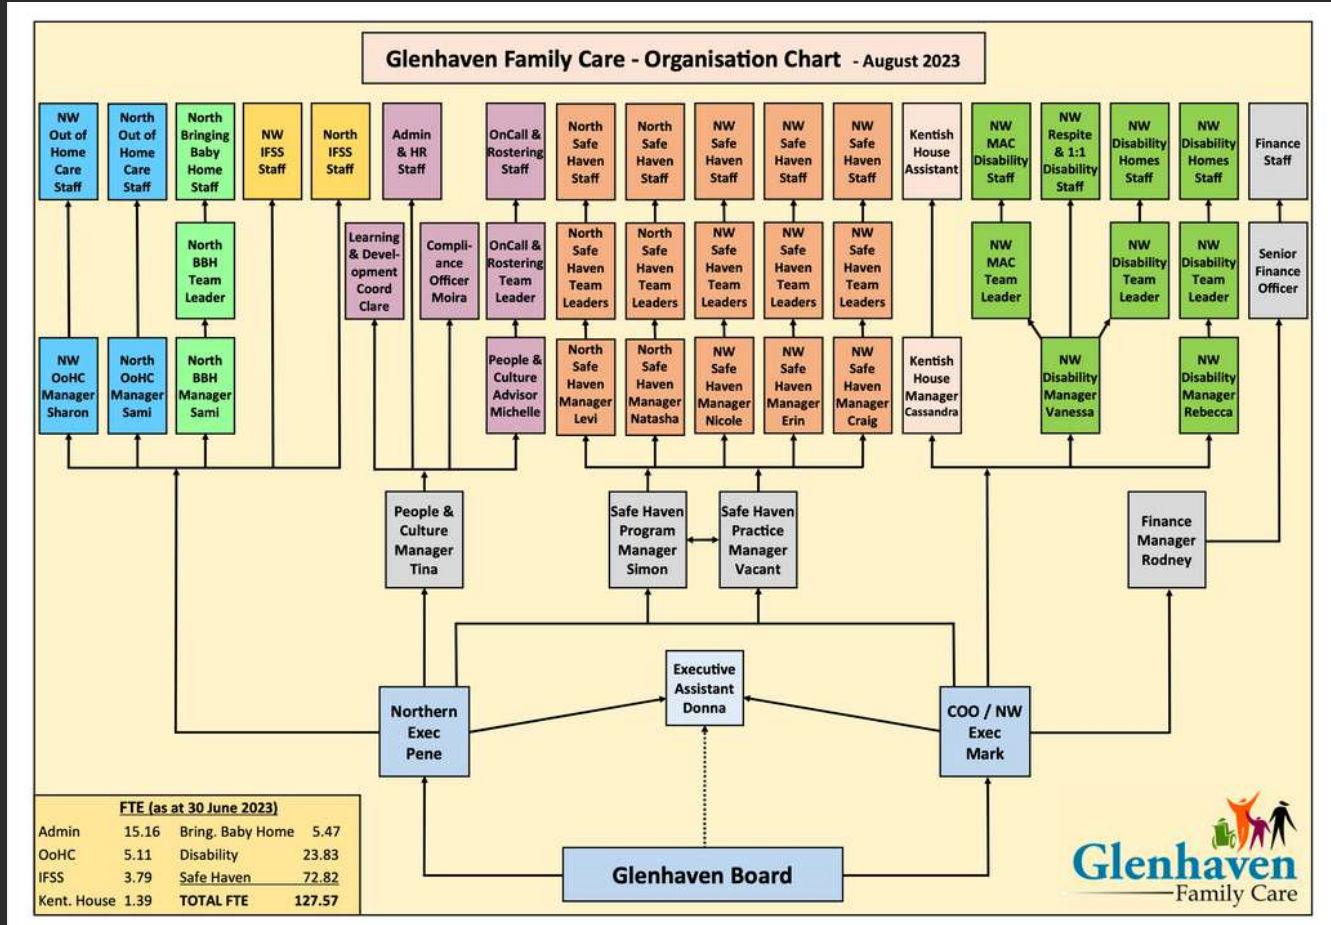 Glenhaven Family Care - Organisation Chart - August 2023
NW
Out of
Home
Care
Staff
North
Out of
Home
Care
Staff
North
Bringing
Baby
Home
Staff
NW
IFSS
Staff
North
IFSS
Staff
Admin
& HR
Staff
OnCall &
Rostering
Staff
North
Safe
Haven
Staff
North
Safe
Haven
Staff
NW
Safe
Haven
Staff
NW
Safe
Haven
Staff
NW
Safe
Haven
Staff
Kentish
House
Assistant
NW
MAC
Disability
Staff
NW
Respite
& 1:1
Disability
Staff
NW
Disability
Homes
Staff
NW
Disability
Homes
Staff
Finance
Staff
North
BBH
Team
Leader
Learning
& Devel-
opment
Coord
Clare
Compli-
ance
Officer
Moira
OnCall &
Rostering
Team
Leader
North
Safe
Haven
Team
Leaders
North
Safe
Haven
Team
Leaders
NW
Safe
Haven
Team
Leaders
NW
Safe
Haven
Team
Leaders
NW
Safe
Haven
Team
Leaders
NW
MAC
Team
Leader
NW
Disability
Team
Leader
NW
Disability
Team
Leader
Senior
Finance
Officer
NW
OoHC
Manager
Sharon
North
OoHC
Manager
Sami
North
BBH
Manager
Sami
People &
Culture
Advisor
Michelle
North
Safe
Haven
Manager
Levi
North
Safe
Haven
Manager
Natasha
NW
Safe
Haven
Manager
Nicole
NW
Safe
Haven
Manager
Erin
NW
Safe
Haven
Manager
Craig
Kentish
House
Manager
Cassandra
NW
Disability
Manager
Vanessa
NW
Disability
Manager
Rebecca
People &
Culture
Manager
Tina
Safe Haven
Program
Manager
Simon
Safe Haven
Practice
Manager
Vacant
Finance
Manager
Rodney
Executive
Assistant
Donna
Northern
Exec
Pene
COO / NW
Exec
Mark
Glenhaven Board
FTE (as at 30 June 2023)
Admin 15.16 Bring. Baby Home 5.47
OoHC 5.11 Disability 23.83
IFSS 3.79 Safe Haven 72.82
Kent. House 1.39 TOTAL FTE 127.57
Glenhaven
Family Care